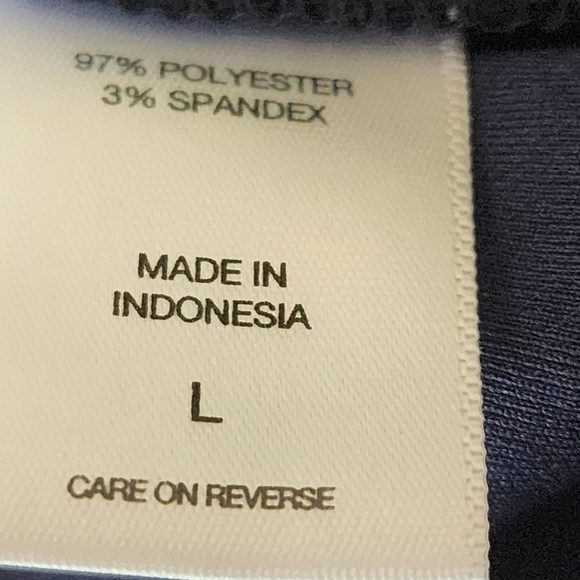 97% POLYESTER
3% SPANDEX
MADE IN
INDONESIA
L
CARE ON REVERSE